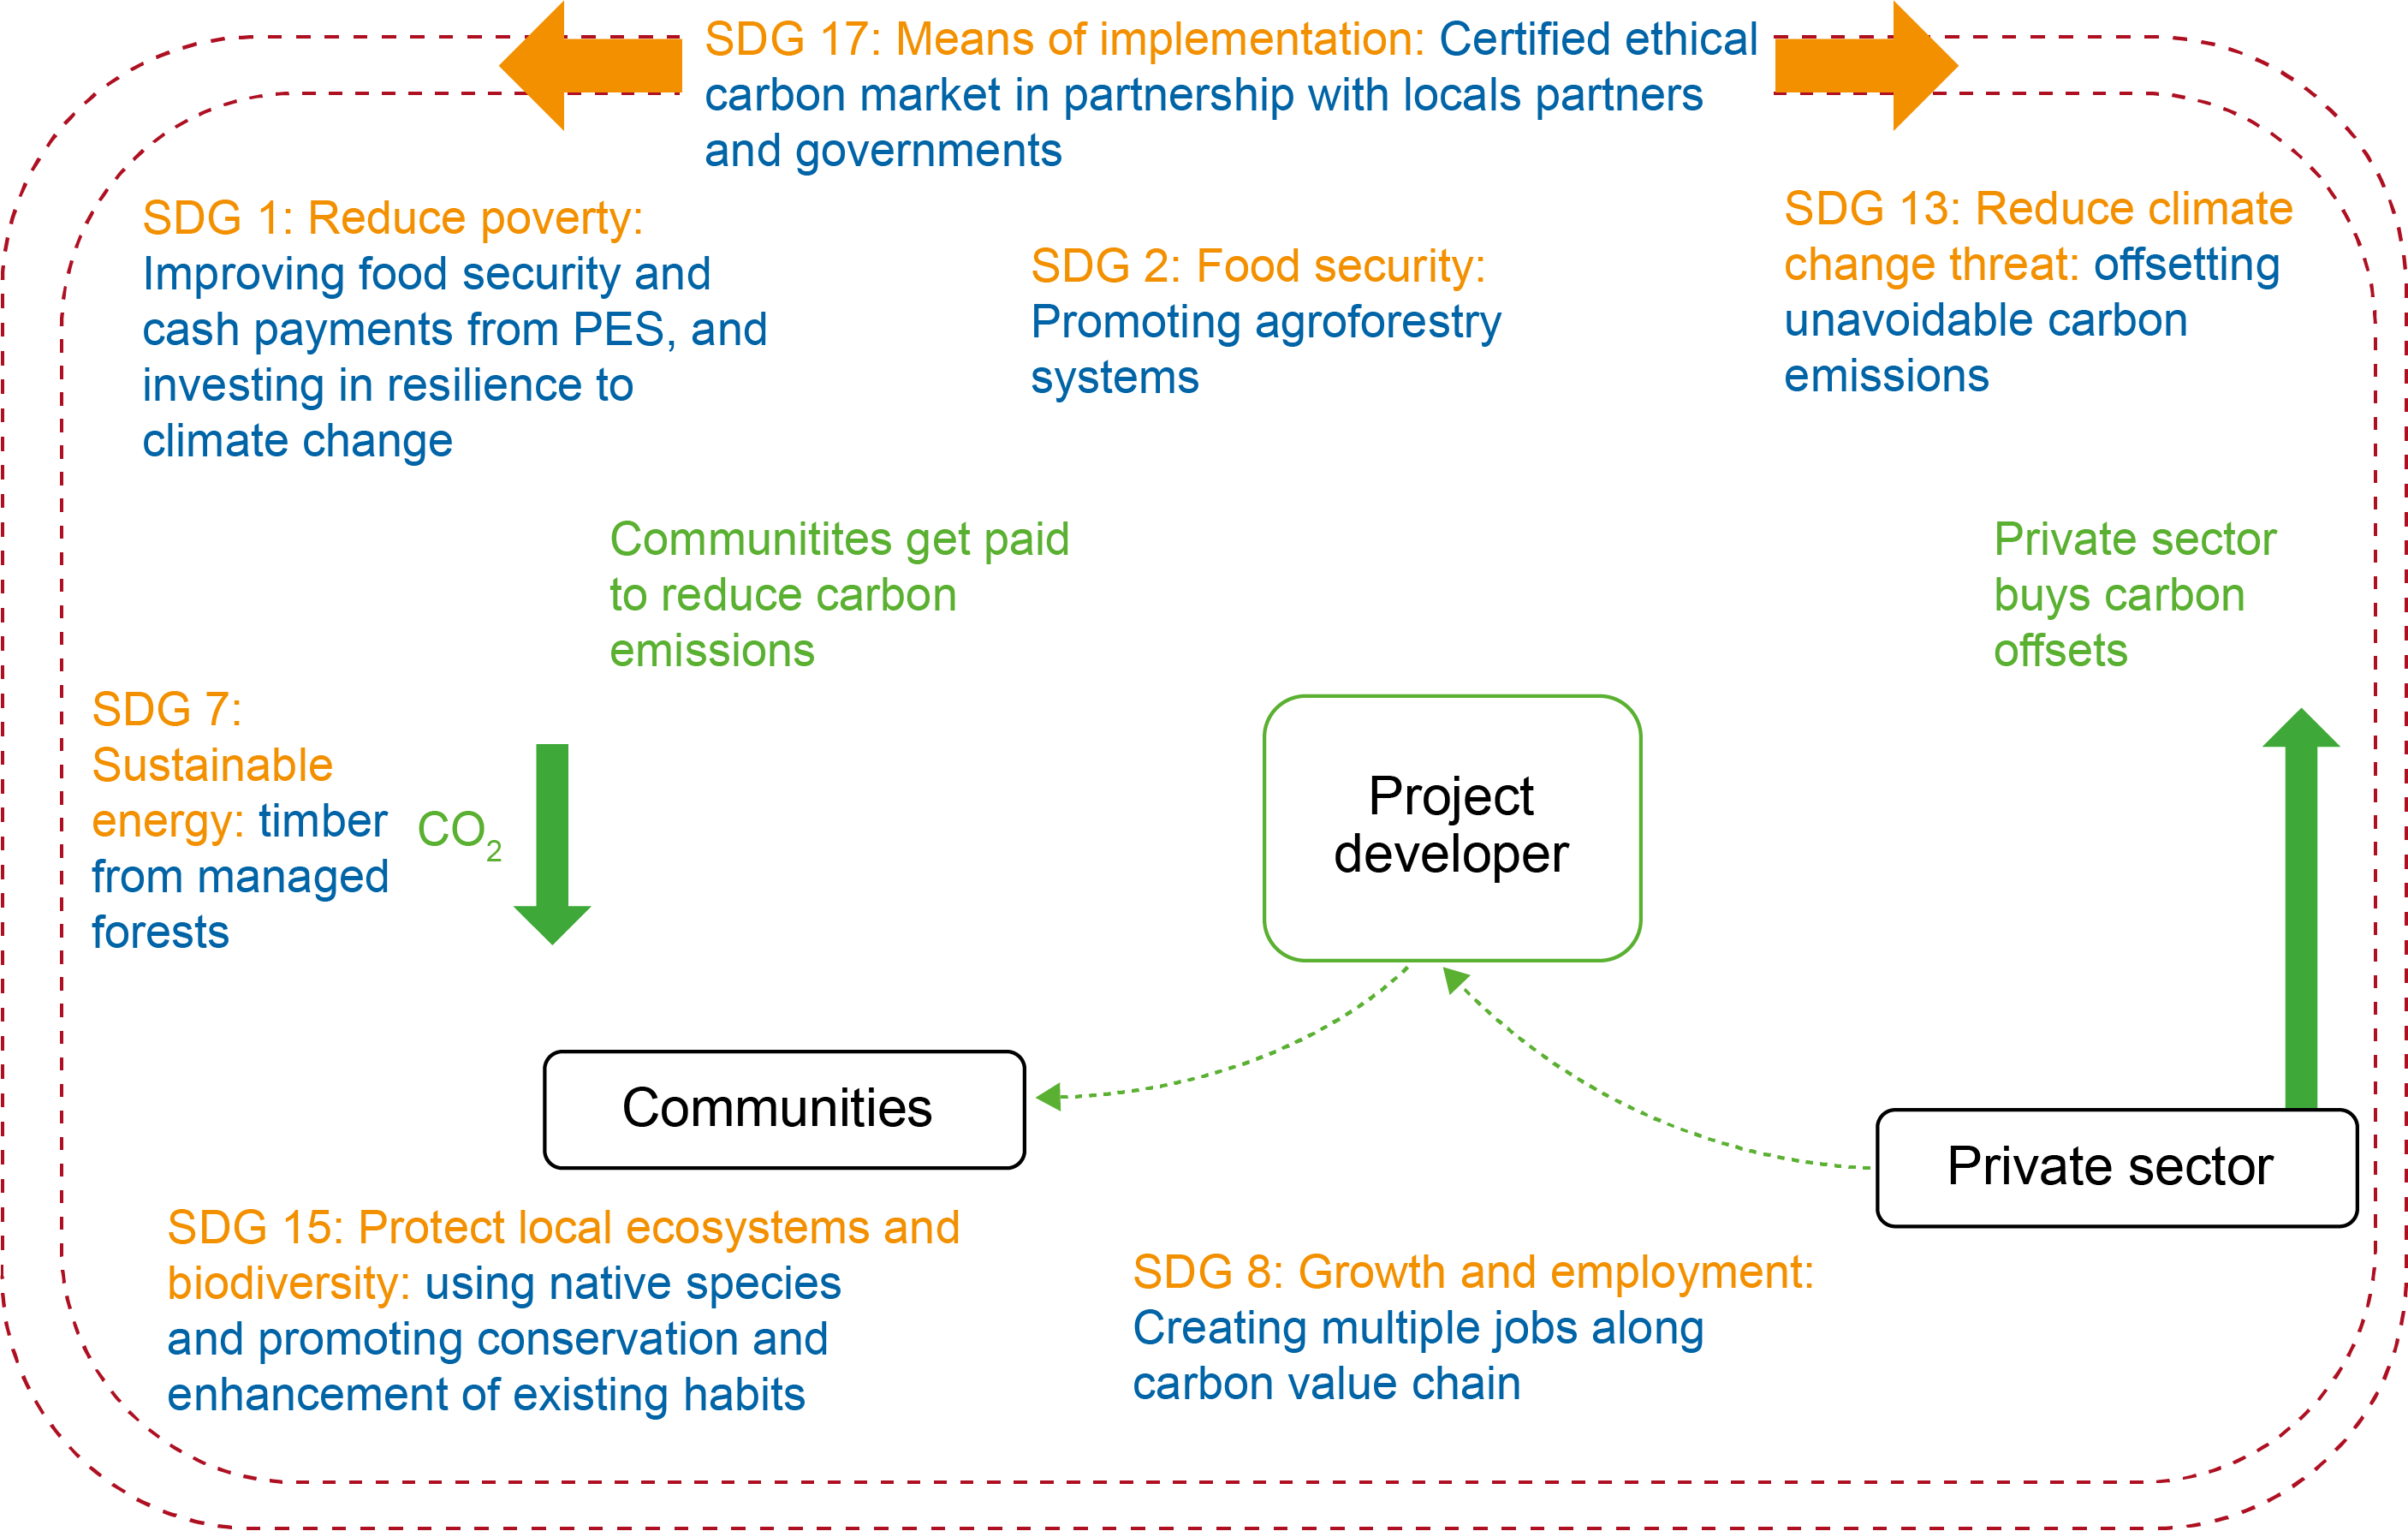 SDG 17: Means of implementation: Certified ethical
carbon market in partnership with locals partners
and governments
SDG 1: Reduce poverty:
Improving food security and
cash payments from PES, and
investing in resilience to
climate change
SDG 2: Food security:
Promoting agroforestry
systems
SDG 13: Reduce climate
change threat: offsetting
unavoidable carbon
emissions
Communitites get paid
to reduce carbon
emissions
Private sector
buys carbon
offsets
SDG 7:
Sustainable
energy: timber
from managed
forests
CO₂
Project
developer
Communities
Private sector
SDG 15: Protect local ecosystems and
biodiversity: using native species
and promoting conservation and
enhancement of existing habits
SDG 8: Growth and employment:
Creating multiple jobs along
carbon value chain